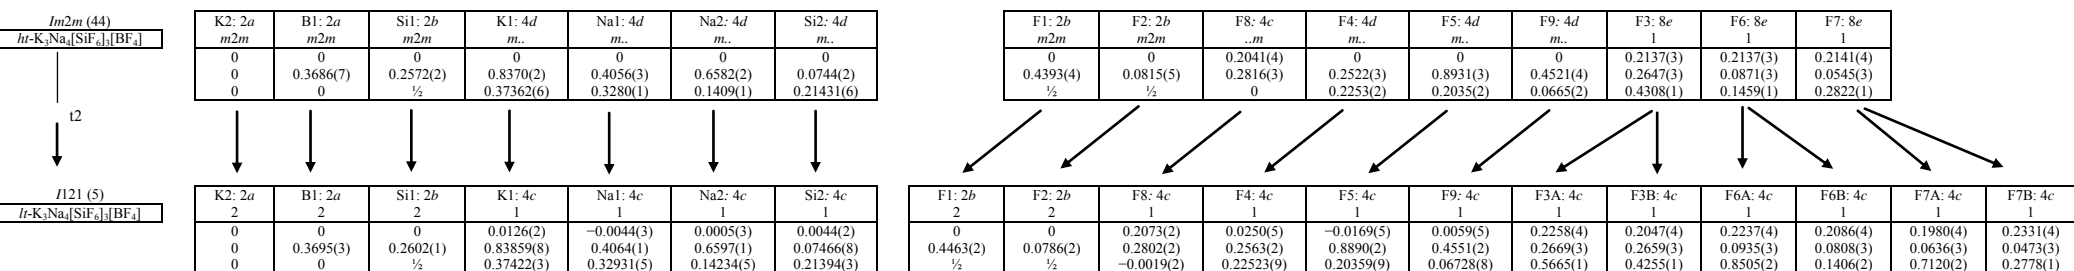 Im2m (44)
ht-K₃Na₄[SiF₆]₃[BF₄]
t2
I121 (5)
lt-K₃Na₄[SiF₆]₃[BF₄]
K2: 2a B1: 2a Si1: 2b K1: 4d Na1: 4d Na2: 4d Si2: 4d
m2m m2m m2m m.. m.. m.. m..
0 0 0 0 0 0 0
0 0.3686(7) 0.2572(2) 0.8370(2) 0.4056(3) 0.6582(2) 0.0744(2)
0 0 ½ 0.37362(6) 0.3280(1) 0.1409(1) 0.21431(6)
F1: 2b F2: 2b F8: 4c F4: 4d F5: 4d F9: 4d F3: 8e F6: 8e F7: 8e
m2m m2m ..m m.. m.. m.. 1 1 1
0 0 0.2041(4) 0 0 0 0.2137(3) 0.2137(3) 0.2141(4)
0.4393(4) 0.0815(5) 0.2816(3) 0.2522(3) 0.8931(3) 0.4521(4) 0.2647(3) 0.0871(3) 0.0545(3)
½ ½ 0 0.2253(2) 0.2035(2) 0.0665(2) 0.4308(1) 0.1459(1) 0.2822(1)
K2: 2a B1: 2a Si1: 2b K1: 4c Na1: 4c Na2: 4c Si2: 4c
2 2 2 1 1 1 1
0 0 0 0.0126(2) −0.0044(3) 0.0005(3) 0.0044(2)
0 0.3695(3) 0.2602(1) 0.83859(8) 0.4064(1) 0.6597(1) 0.07466(8)
0 0 ½ 0.37422(3) 0.32931(5) 0.14234(5) 0.21394(3)
F1: 2b F2: 2b F8: 4c F4: 4c F5: 4c F9: 4c F3A: 4c F3B: 4c F6A: 4c F6B: 4c F7A: 4c F7B: 4c
2 2 1 1 1 1 1 1 1 1 1 1
0 0 0.2073(2) 0.0250(5) −0.0169(5) 0.0059(5) 0.2258(4) 0.2047(4) 0.2237(4) 0.2086(4) 0.1980(4) 0.2331(4)
0.4463(2) 0.0786(2) 0.2802(2) 0.2563(2) 0.8890(2) 0.4551(2) 0.2669(3) 0.2659(3) 0.0935(3) 0.0808(3) 0.0636(3) 0.0473(3)
½ ½ −0.0019(2) 0.22523(9) 0.20359(9) 0.06728(8) 0.5665(1) 0.4255(1) 0.8505(2) 0.1406(2) 0.7120(2) 0.2778(1)